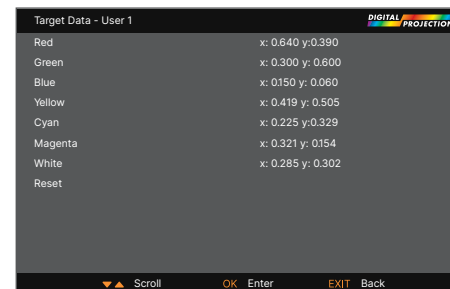 Target Data - User 1
DIGITAL PROJECTION
Red x: 0.640 y:0.390
Green x: 0.300 y: 0.600
Blue x: 0.150 y: 0.060
Yellow x: 0.419 y: 0.505
Cyan x: 0.225 y:0.329
Magenta x: 0.321 y: 0.154
White x: 0.285 y: 0.302
Reset
Scroll OK Enter EXIT Back